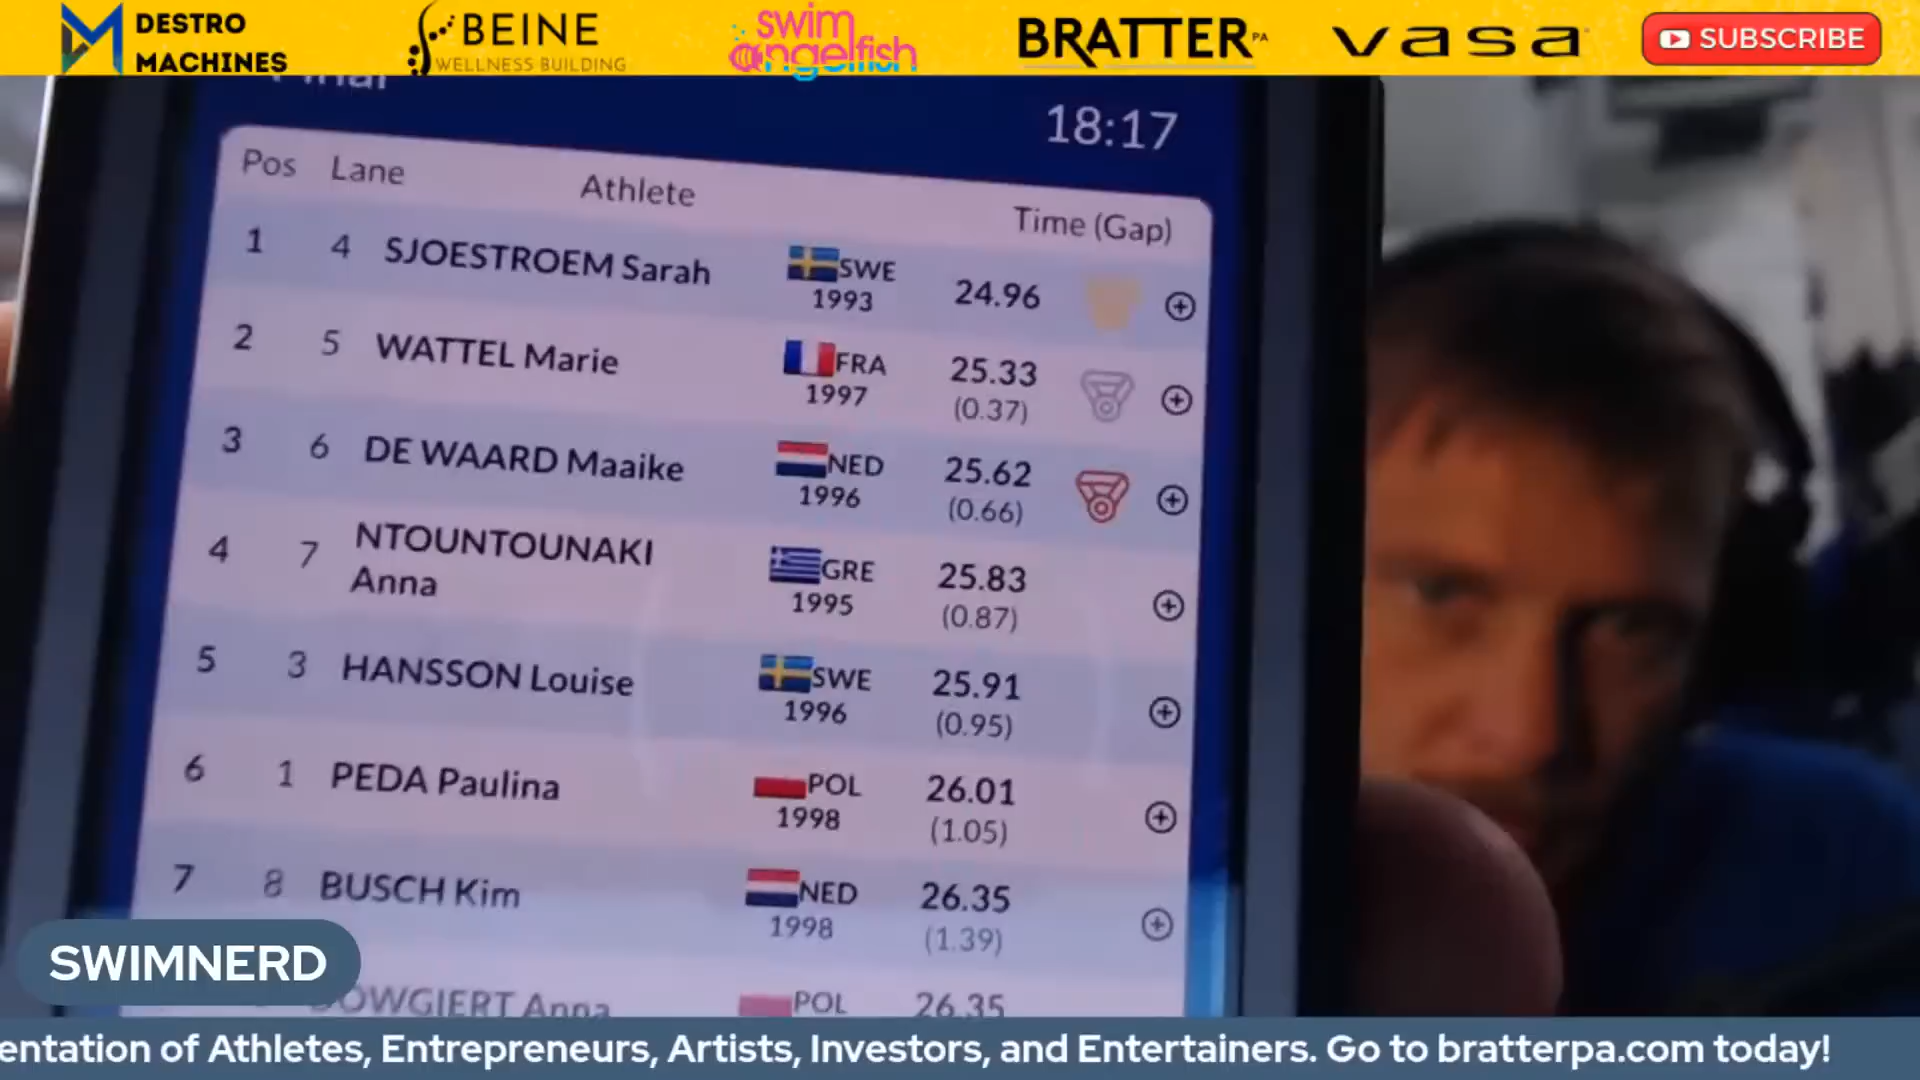 DESTRO
MACHINES
BEINE
WELLNESS BUILDING
swim
angelfish
BRATTER PA
vasa
SUBSCRIBE
Final
18:17
Pos Lane Athlete Time (Gap)
1 4 SJOESTROEM Sarah SWE 1993 24.96
2 5 WATTEL Marie FRA 1997 25.33 (0.37)
3 6 DE WAARD Maaike NED 1996 25.62 (0.66)
4 7 NTOUNTOUNAKI Anna GRE 1995 25.83 (0.87)
5 3 HANSSON Louise SWE 1996 25.91 (0.95)
6 1 PEDA Paulina POL 1998 26.01 (1.05)
7 8 BUSCH Kim NED 1998 26.35 (1.39)
Anna POL 26.35
SWIMNERD
entation of Athletes, Entrepreneurs, Artists, Investors, and Entertainers. Go to bratterpa.com today!